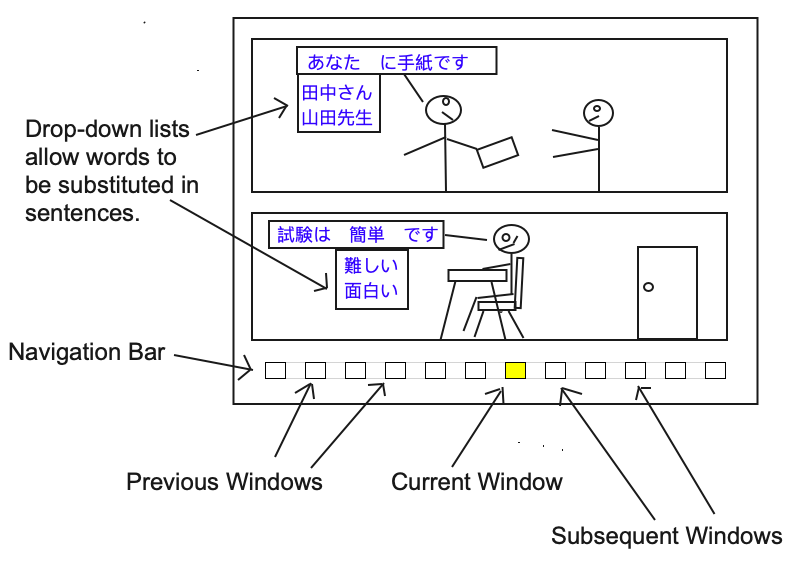 あなた　に手紙です
田中さん
山田先生
Drop-down lists
allow words to
be substituted in
sentences.
試験は　簡単　です
難しい
面白い
Navigation Bar
Previous Windows
Current Window
Subsequent Windows